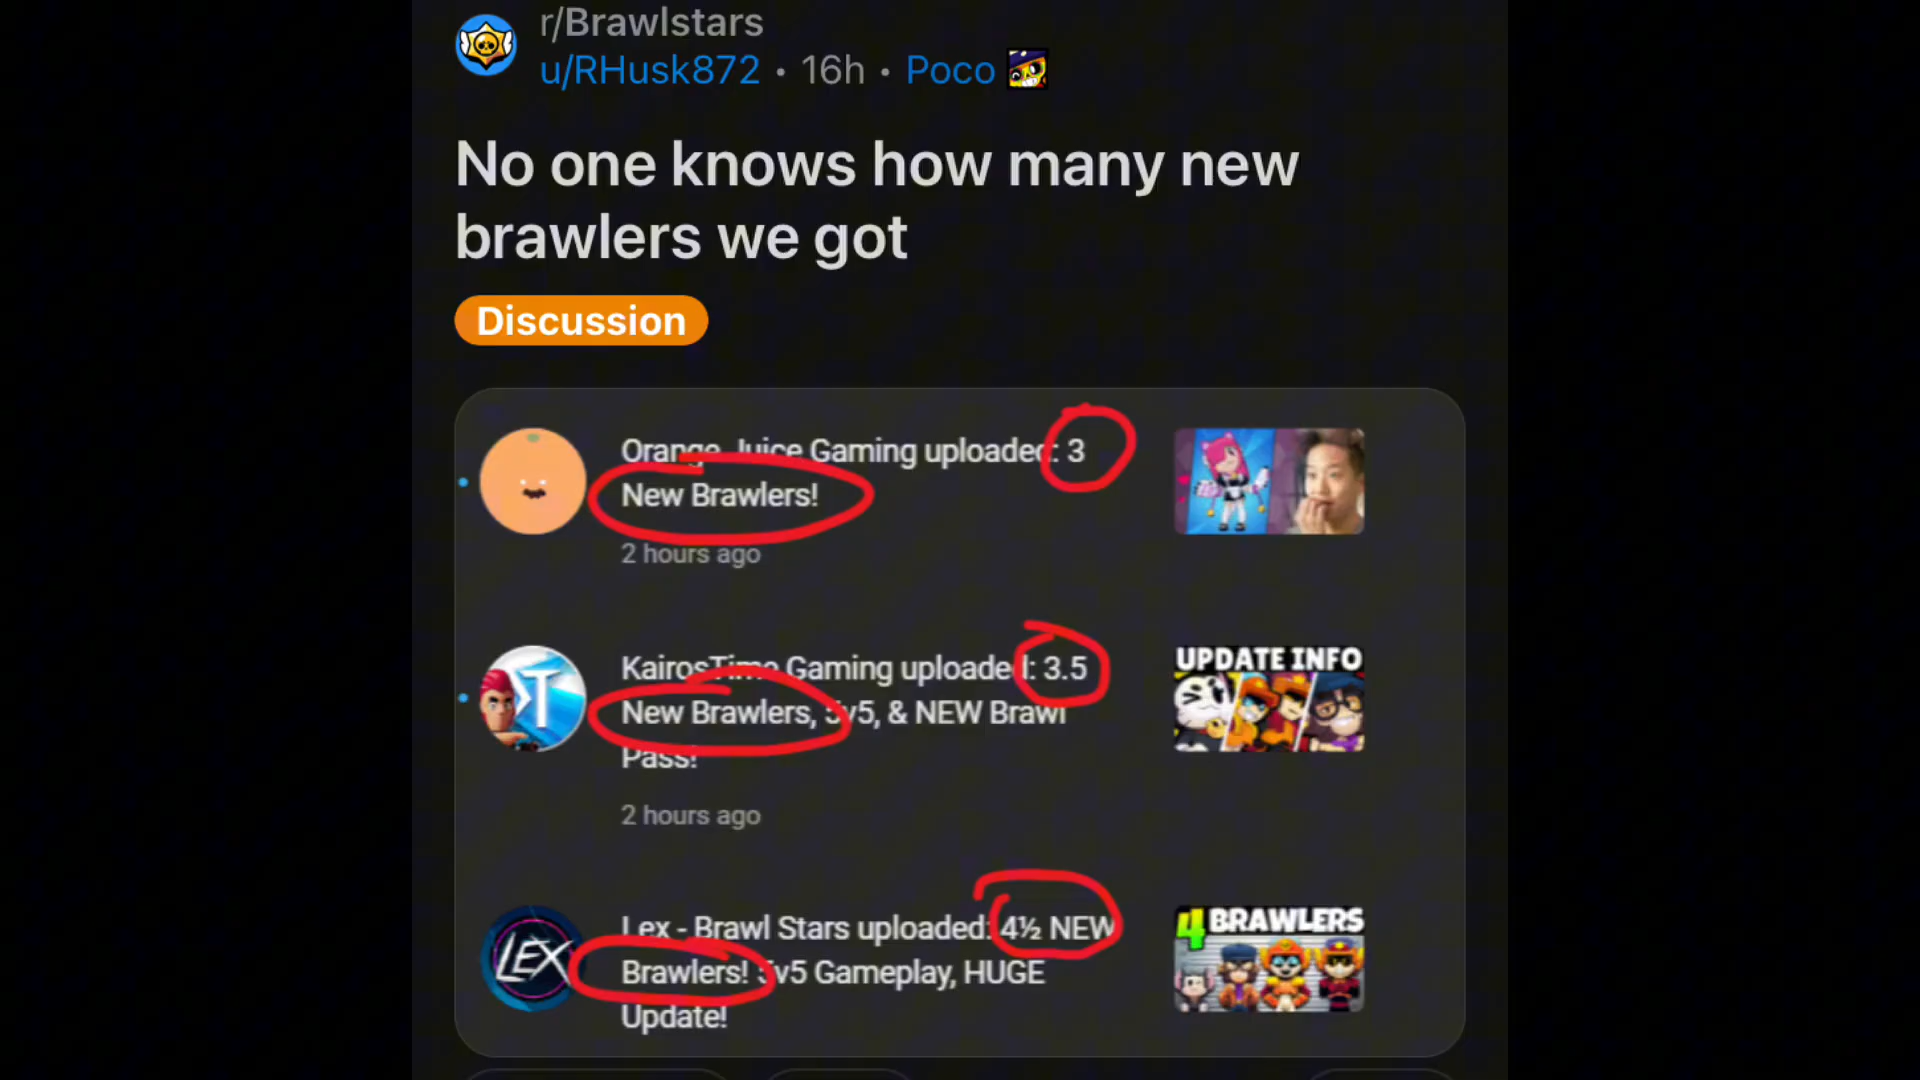 r/Brawlstars
u/RHusk872 • 16h • Poco
No one knows how many new
brawlers we got
Discussion
Orange Juice Gaming uploaded: 3
New Brawlers!
2 hours ago
KairosTime Gaming uploaded: 3.5
New Brawlers, 5v5, & NEW Brawl
Pass!
2 hours ago
UPDATE INFO
Lex - Brawl Stars uploaded: 4½ NEW
Brawlers! 5v5 Gameplay, HUGE
Update!
LEX
4 BRAWLERS